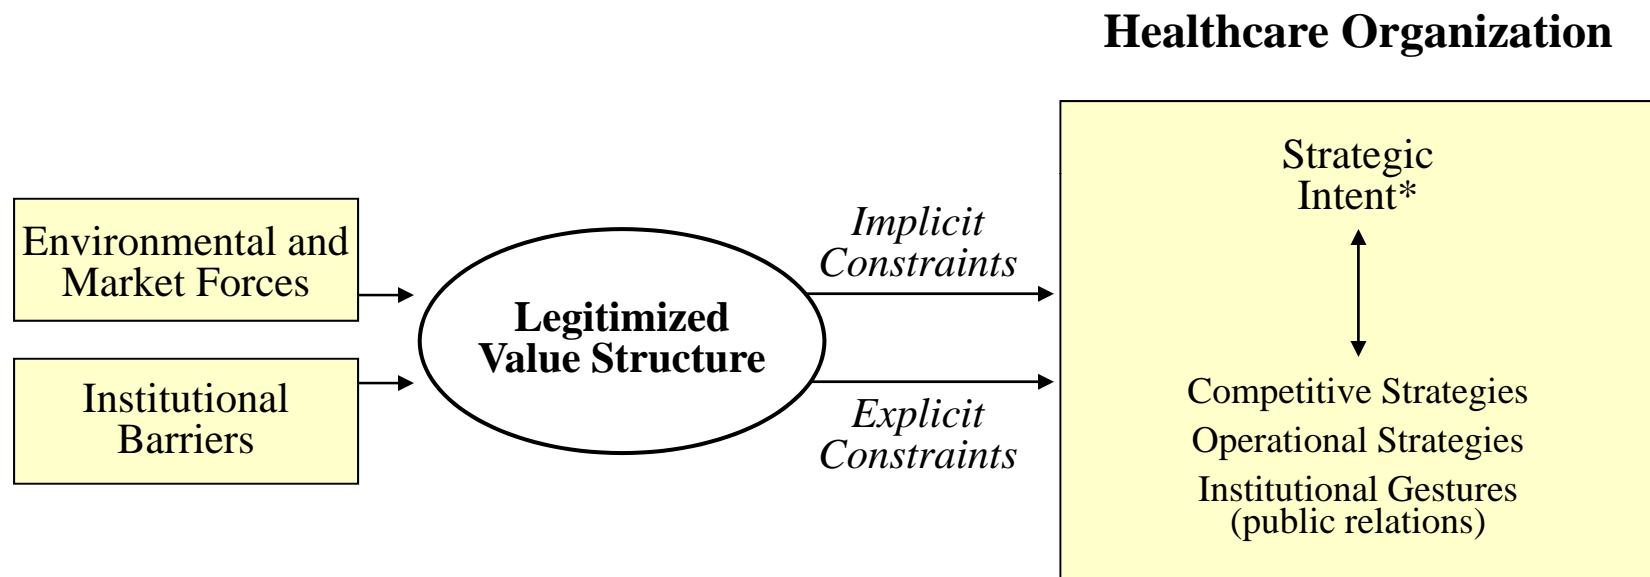 Healthcare Organization
Environmental and
Market Forces
Institutional
Barriers
Legitimized
Value Structure
Implicit
Constraints
Explicit
Constraints
Strategic
Intent*
Competitive Strategies
Operational Strategies
Institutional Gestures
(public relations)